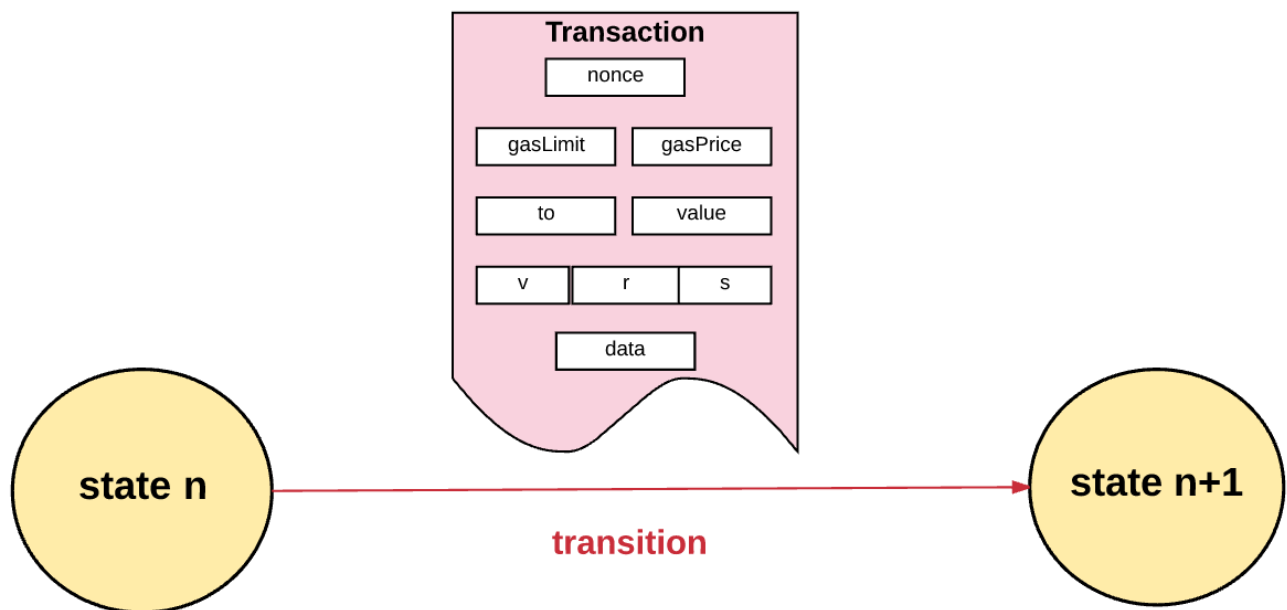 Transaction
nonce
gasLimit gasPrice
to value
v r s
data
state n state n+1
transition